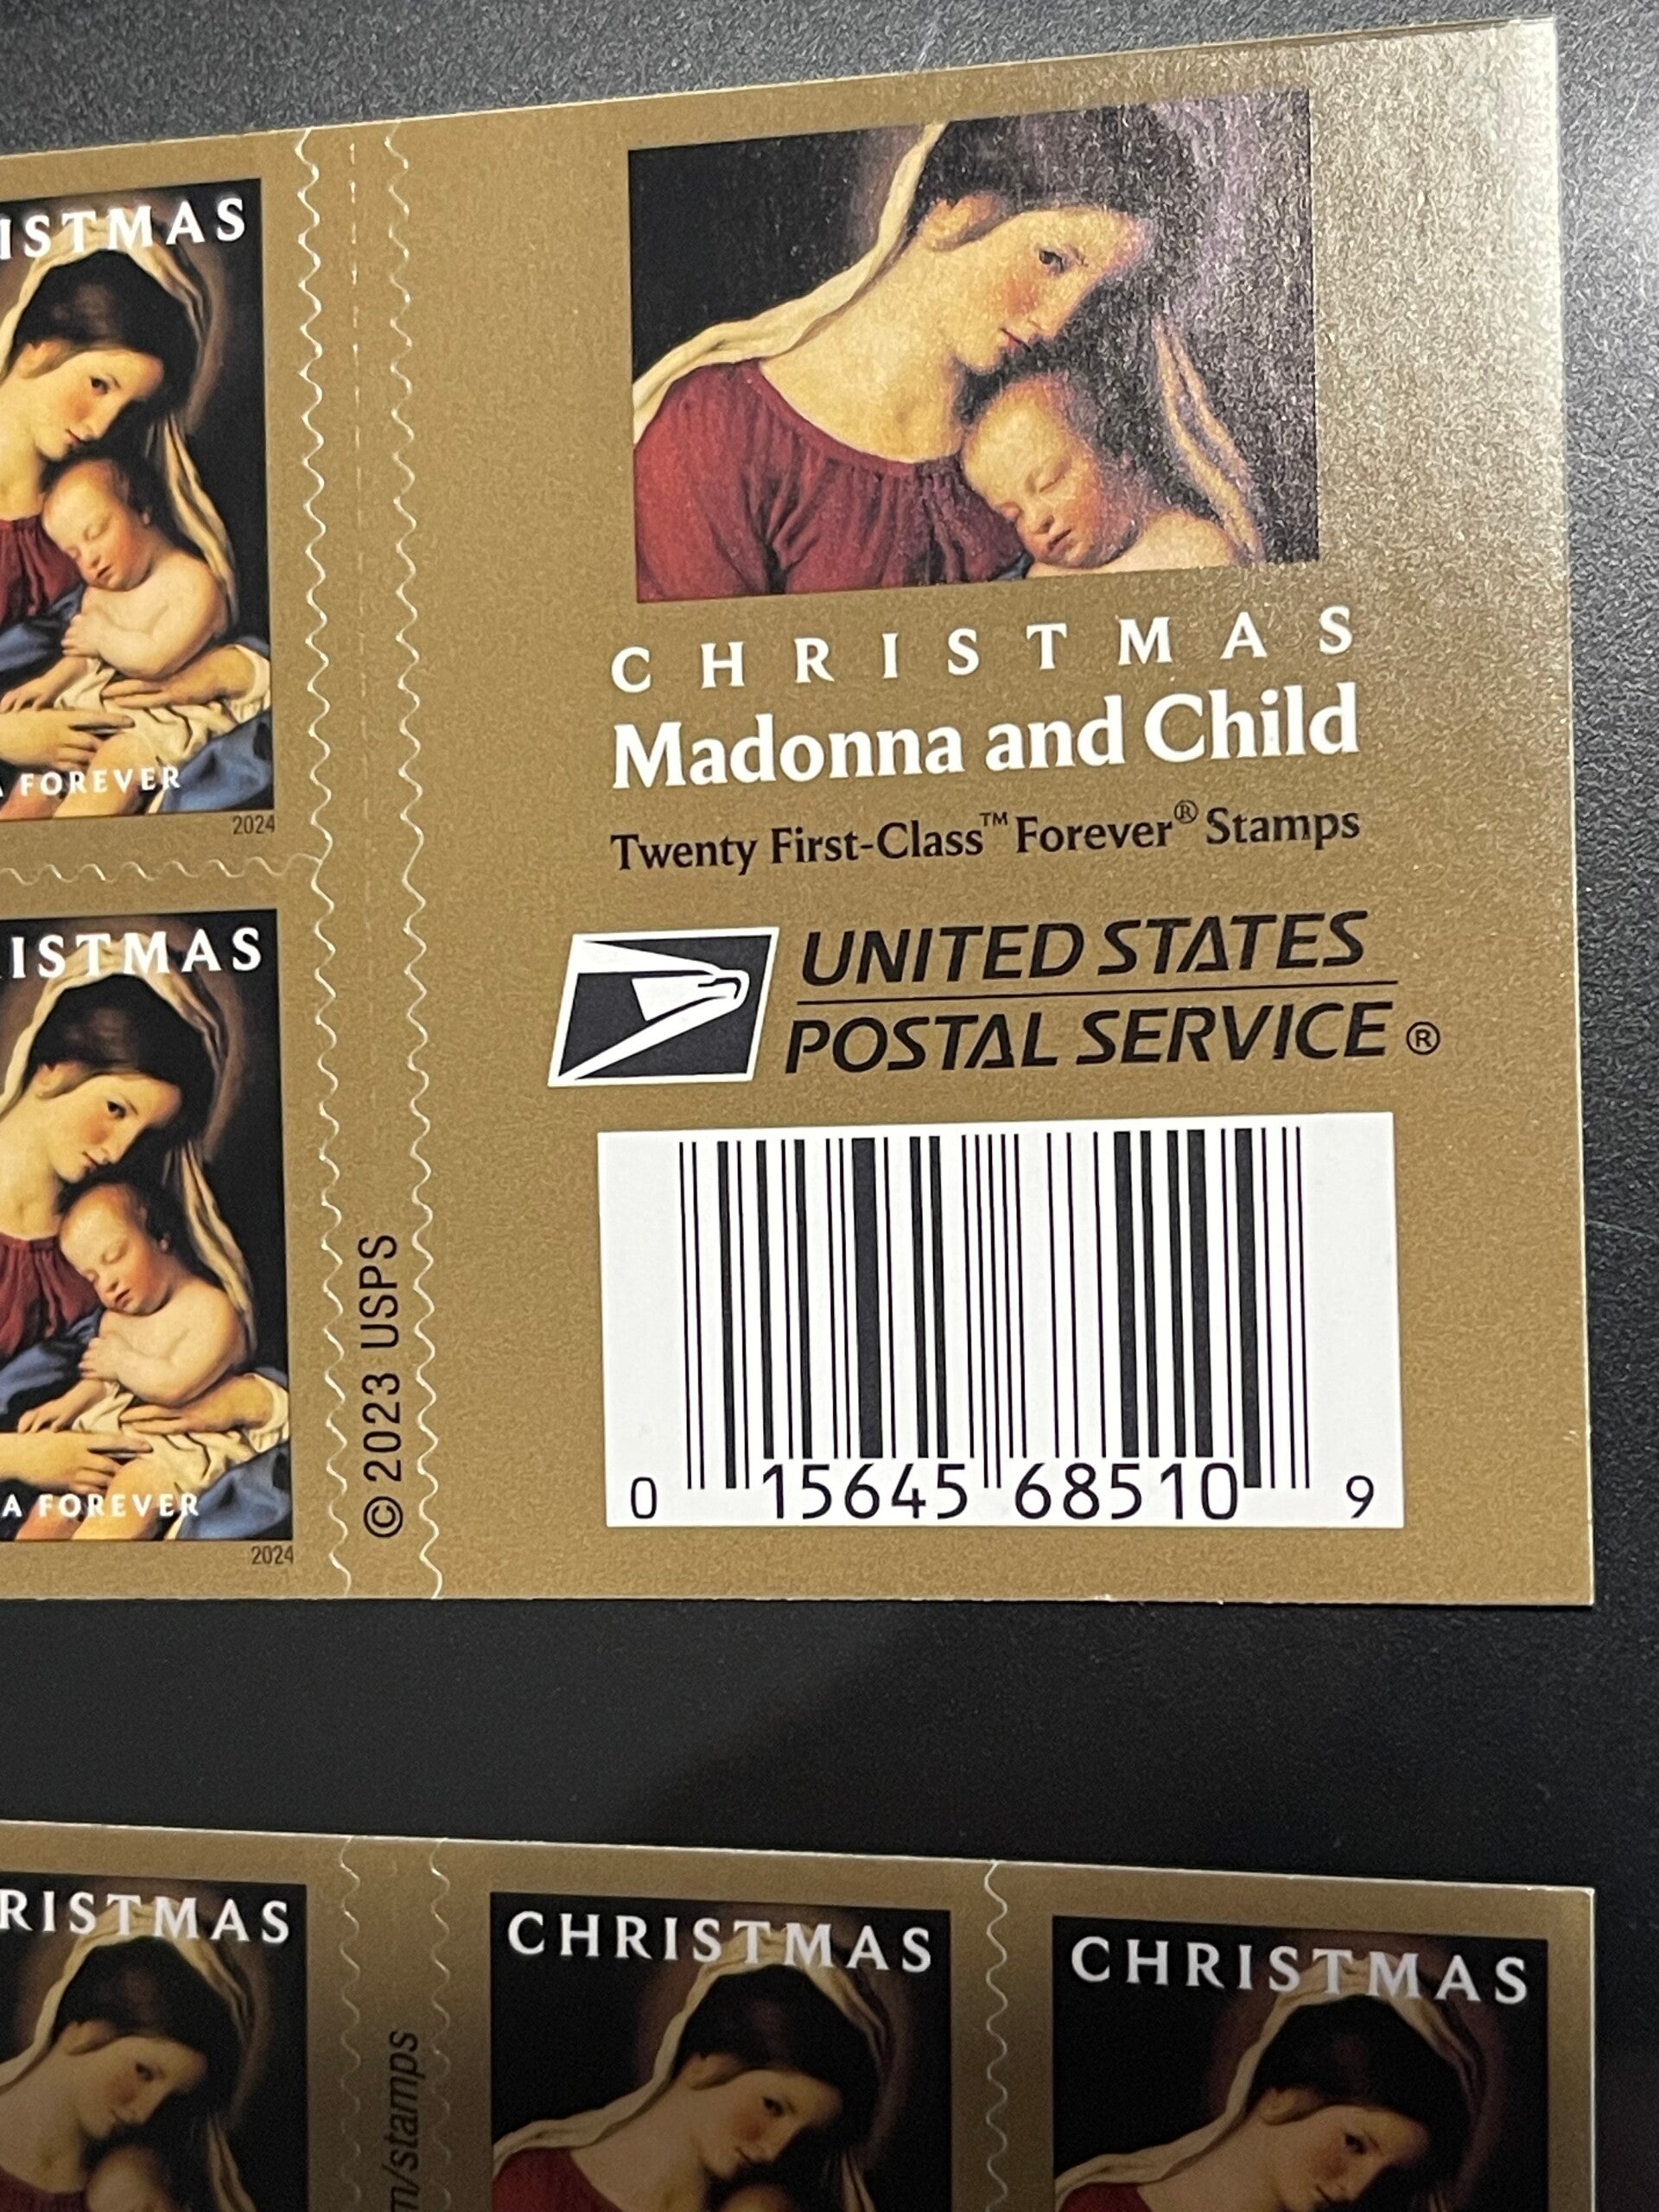 ISTMAS
FOREVER
2024
ISTMAS
A FOREVER
2024
© 2023 USPS
CHRISTMAS
Madonna and Child
Twenty First-Class™ Forever® Stamps
UNITED STATES
POSTAL SERVICE®
0 15645 68510 9
RISTMAS
m/stamps
CHRISTMAS
CHRISTMAS